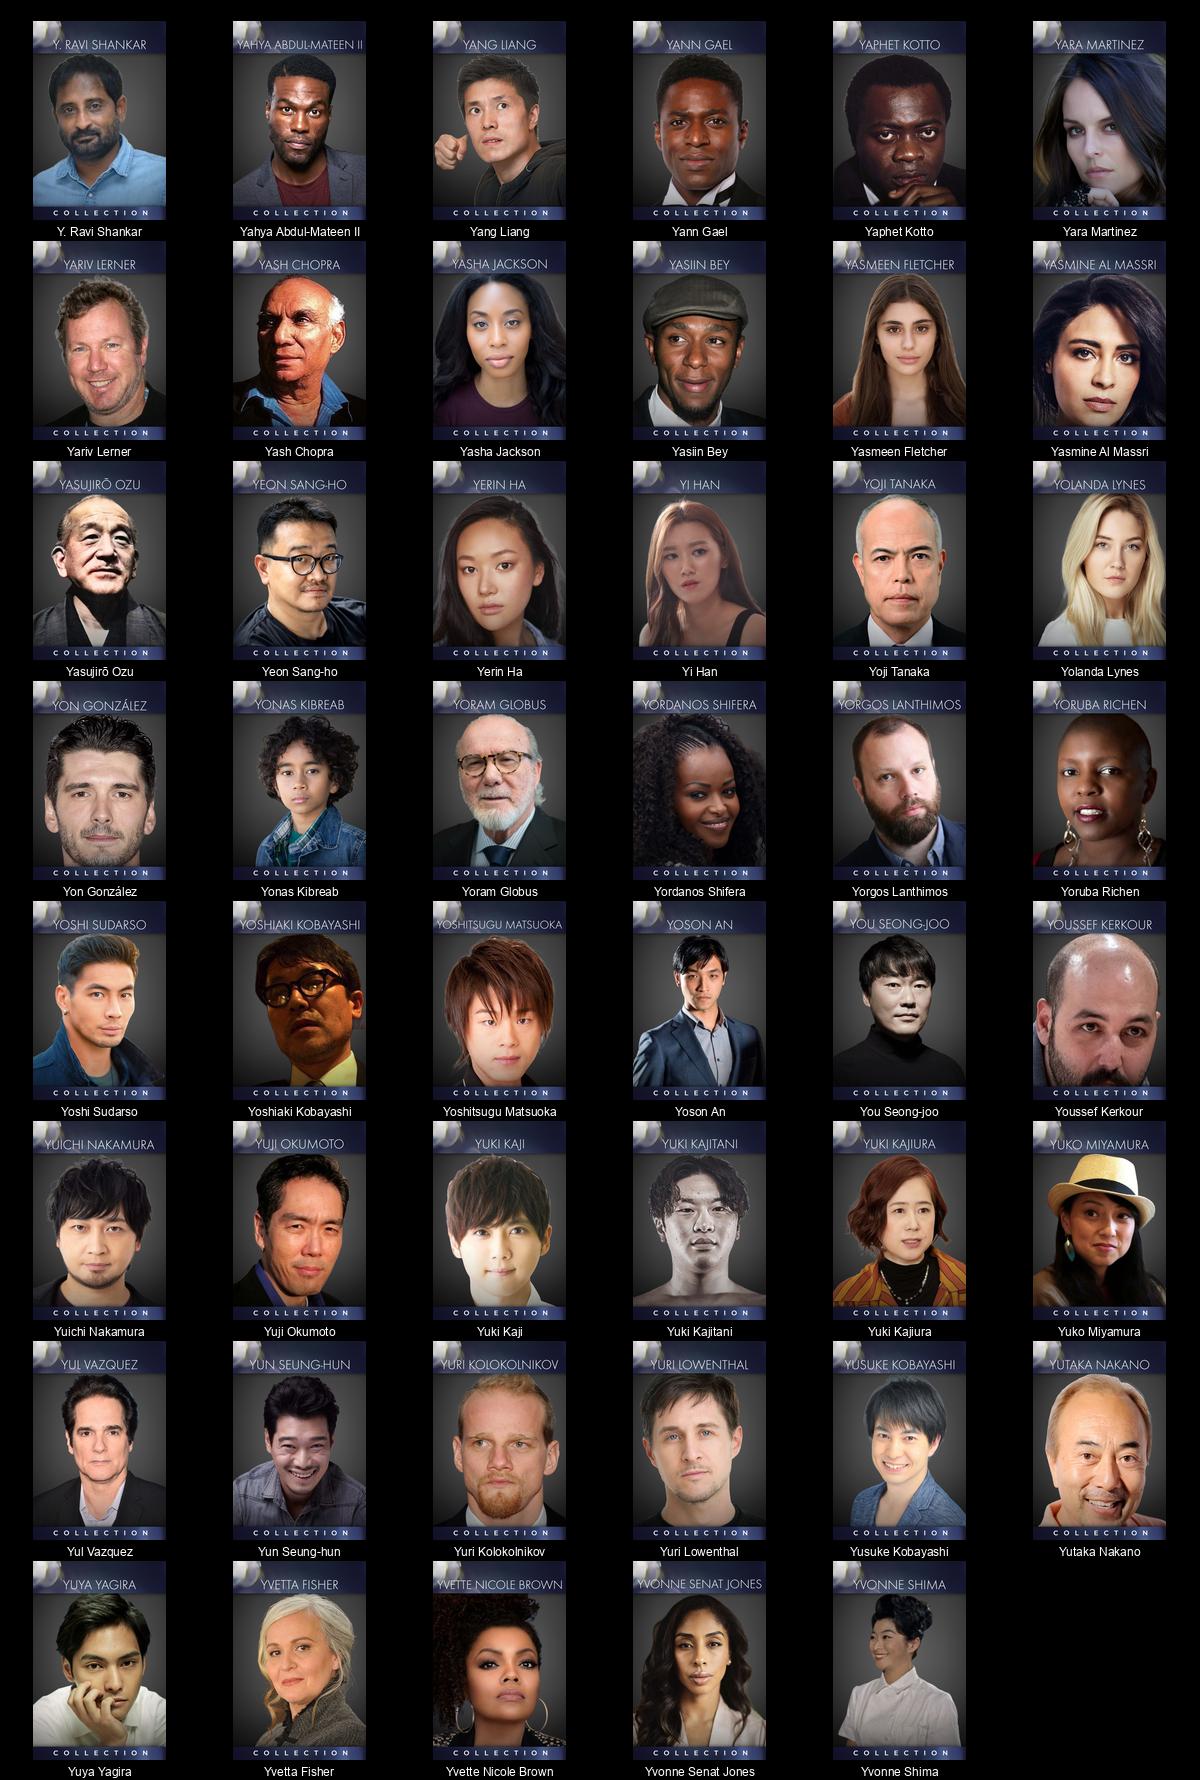 Y. RAVI SHANKAR
YAHYA ABDUL-MATEEN II
YANG LIANG
YANN GAEL
YAPHET KOTTO
YARA MARTINEZ
COLLECTION
COLLECTION
COLLECTION
COLLECTION
COLLECTION
COLLECTION
Y. Ravi Shankar
Yahya Abdul-Mateen II
Yang Liang
Yann Gael
Yaphet Kotto
Yara Martinez
YARIV LERNER
YASH CHOPRA
YASHA JACKSON
YASIIN BEY
YASMEEN FLETCHER
YASMINE AL MASSRI
COLLECTION
COLLECTION
COLLECTION
COLLECTION
COLLECTION
COLLECTION
Yariv Lerner
Yash Chopra
Yasha Jackson
Yasiin Bey
Yasmeen Fletcher
Yasmine Al Massri
YASUJIRŌ OZU
YEON SANG-HO
YERIN HA
YI HAN
YOJI TANAKA
YOLANDA LYNES
COLLECTION
COLLECTION
COLLECTION
COLLECTION
COLLECTION
COLLECTION
Yasujirō Ozu
Yeon Sang-ho
Yerin Ha
Yi Han
Yoji Tanaka
Yolanda Lynes
YON GONZÁLEZ
YONAS KIBREAB
YORAM GLOBUS
YORDANOS SHIFERA
YORGOS LANTHIMOS
YORUBA RICHEN
COLLECTION
COLLECTION
COLLECTION
COLLECTION
COLLECTION
COLLECTION
Yon González
Yonas Kibreab
Yoram Globus
Yordanos Shifera
Yorgos Lanthimos
Yoruba Richen
YOSHI SUDARSO
YOSHIAKI KOBAYASHI
YOSHITSUGU MATSUOKA
YOSON AN
YOU SEONG-JOO
YOUSSEF KERKOUR
COLLECTION
COLLECTION
COLLECTION
COLLECTION
COLLECTION
COLLECTION
Yoshi Sudarso
Yoshiaki Kobayashi
Yoshitsugu Matsuoka
Yoson An
You Seong-joo
Youssef Kerkour
YUICHI NAKAMURA
YUJI OKUMOTO
YUKI KAJI
YUKI KAJITANI
YUKI KAJIURA
YUKO MIYAMURA
COLLECTION
COLLECTION
COLLECTION
COLLECTION
COLLECTION
COLLECTION
Yuichi Nakamura
Yuji Okumoto
Yuki Kaji
Yuki Kajitani
Yuki Kajiura
Yuko Miyamura
YUL VAZQUEZ
YUN SEUNG-HUN
YURI KOLOKOLNIKOV
YURI LOWENTHAL
YUSUKE KOBAYASHI
YUTAKA NAKANO
COLLECTION
COLLECTION
COLLECTION
COLLECTION
COLLECTION
COLLECTION
Yul Vazquez
Yun Seung-hun
Yuri Kolokolnikov
Yuri Lowenthal
Yusuke Kobayashi
Yutaka Nakano
YUYA YAGIRA
YVETTA FISHER
YVETTE NICOLE BROWN
YVONNE SENAT JONES
YVONNE SHIMA
COLLECTION
COLLECTION
COLLECTION
COLLECTION
COLLECTION
Yuya Yagira
Yvetta Fisher
Yvette Nicole Brown
Yvonne Senat Jones
Yvonne Shima